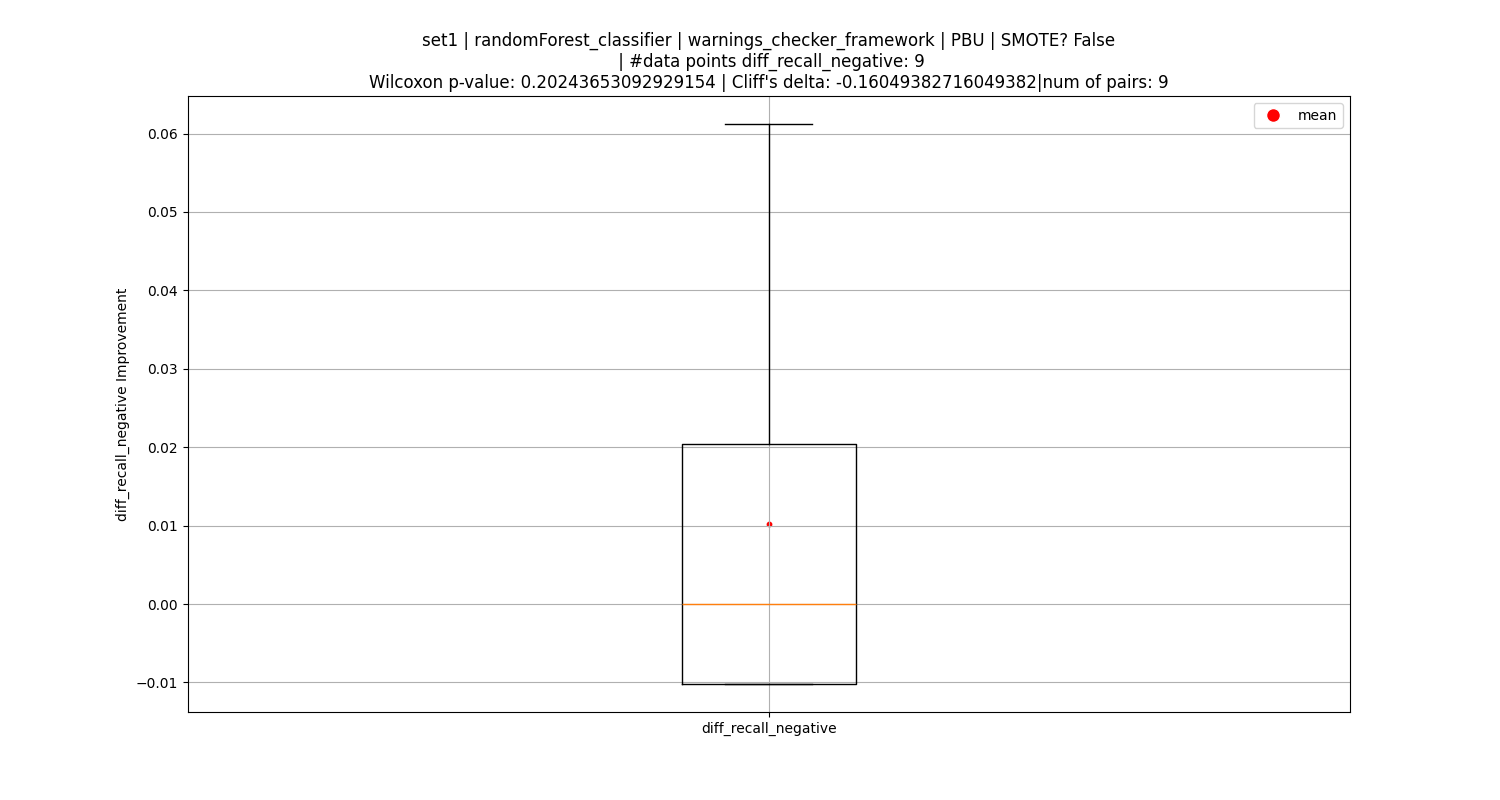 set1 | randomForest_classifier | warnings_checker_framework | PBU | SMOTE? False
| #data points diff_recall_negative: 9
Wilcoxon p-value: 0.20243653092929154 | Cliff's delta: -0.16049382716049382|num of pairs: 9
mean
0.06
0.05
0.04
0.03
0.02
0.01
0.00
−0.01
diff_recall_negative Improvement
diff_recall_negative